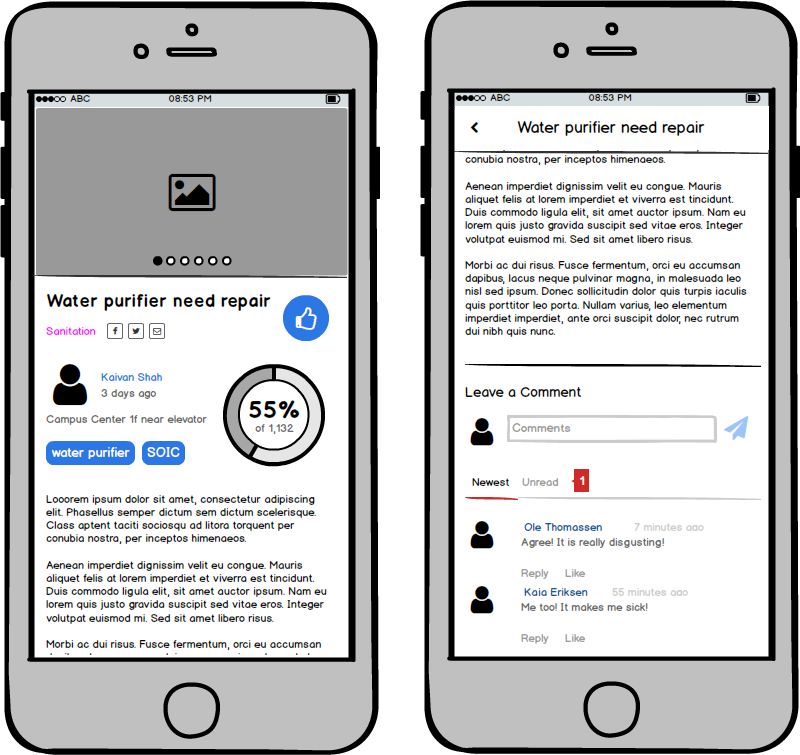 ABC 08:53 PM
Water purifier need repair
Sanitation
Kaivan Shah
3 days ago
Campus Center 1f near elevator
water purifier SOIC
55%
of 1,132
Looorem ipsum dolor sit amet, consectetur adipiscing
elit. Phasellus semper dictum sem dictum scelerisque.
Class aptent taciti sociosqu ad litora torquent per
conubia nostra, per inceptos himenaeos.
Aenean imperdiet dignissim velit eu congue. Mauris
aliquet felis at lorem imperdiet et viverra est tincidunt.
Duis commodo ligula elit, sit amet auctor ipsum. Nam eu
lorem quis justo gravida suscipit sed vitae eros. Integer
volutpat euismod mi. Sed sit amet libero risus.
Morbi ac dui risus. Fusce fermentum, orci eu accumsan
ABC 08:53 PM
Water purifier need repair
conubia nostra, per inceptos himenaeos.
Aenean imperdiet dignissim velit eu congue. Mauris
aliquet felis at lorem imperdiet et viverra est tincidunt.
Duis commodo ligula elit, sit amet auctor ipsum. Nam eu
lorem quis justo gravida suscipit sed vitae eros. Integer
volutpat euismod mi. Sed sit amet libero risus.
Morbi ac dui risus. Fusce fermentum, orci eu accumsan
dapibus, lacus neque pulvinar magna, in malesuada leo
nisl sed ipsum. Donec sollicitudin dolor quis turpis iaculis
quis porttitor leo porta. Nullam varius, leo elementum
imperdiet imperdiet, ante orci suscipit dolor, nec rutrum
dui nibh quis nunc.
Leave a Comment
Comments
Newest Unread 1
Ole Thomassen 7 minutes ago
Agree! It is really disgusting!
Reply Like
Kaia Eriksen 55 minutes ago
Me too! It makes me sick!
Reply Like